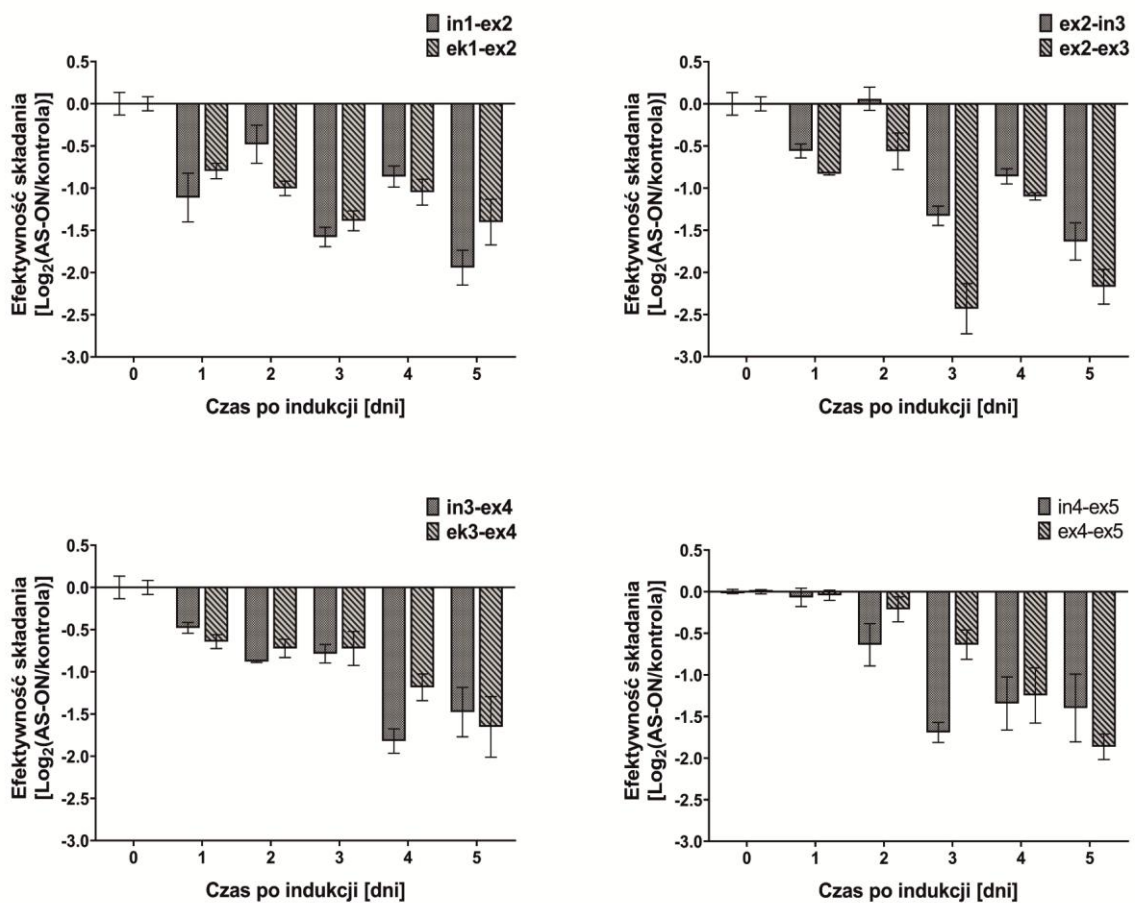 in1-ex2
ek1-ex2
Efektywność składania
[Log₂(AS-ON/kontrola)]
0.5
0.0
-0.5
-1.0
-1.5
-2.0
-2.5
-3.0
0 1 2 3 4 5
Czas po indukcji [dni]
ex2-in3
ex2-ex3
Efektywność składania
[Log₂(AS-ON/kontrola)]
0.5
0.0
-0.5
-1.0
-1.5
-2.0
-2.5
-3.0
0 1 2 3 4 5
Czas po indukcji [dni]
in3-ex4
ek3-ex4
Efektywność składania
[Log₂(AS-ON/kontrola)]
0.5
0.0
-0.5
-1.0
-1.5
-2.0
-2.5
-3.0
0 1 2 3 4 5
Czas po indukcji [dni]
in4-ex5
ex4-ex5
Efektywność składania
[Log₂(AS-ON/kontrola)]
0.5
0.0
-0.5
-1.0
-1.5
-2.0
-2.5
-3.0
0 1 2 3 4 5
Czas po indukcji [dni]